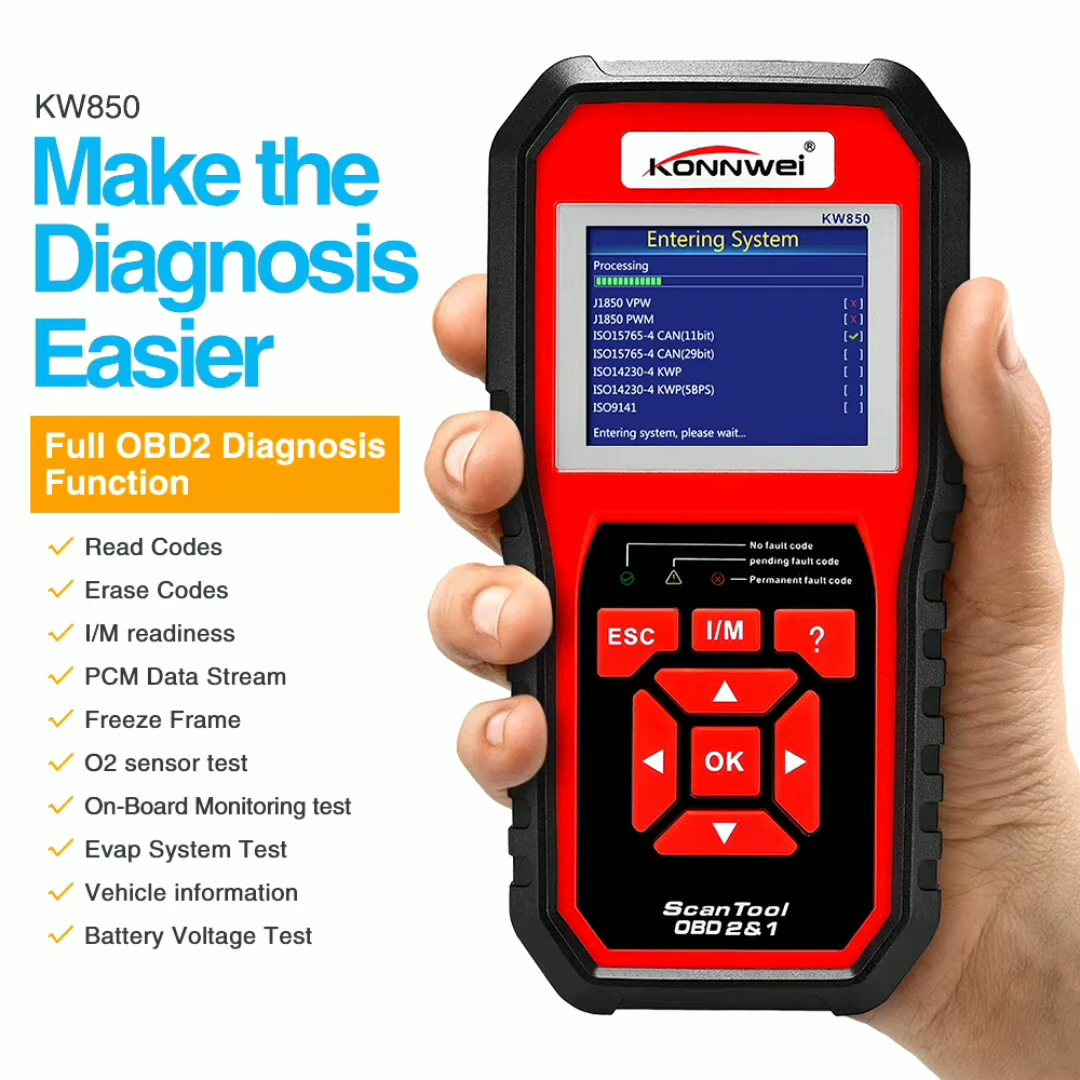 KW850
Make the
Diagnosis
Easier
Full OBD2 Diagnosis
Function
Read Codes
Erase Codes
I/M readiness
PCM Data Stream
Freeze Frame
O2 sensor test
On-Board Monitoring test
Evap System Test
Vehicle information
Battery Voltage Test
KONNWEI®
KW850
Entering System
Processing
J1850 VPW [X]
J1850 PWM [X]
ISO15765-4 CAN(11bit) [✓]
ISO15765-4 CAN(29bit) [ ]
ISO14230-4 KWP [ ]
ISO14230-4 KWP(5BPS) [ ]
ISO9141 [ ]
Entering system, please wait...
No fault code
pending fault code
Permanent fault code
ESC I/M ?
OK
ScanTool
OBD2&1